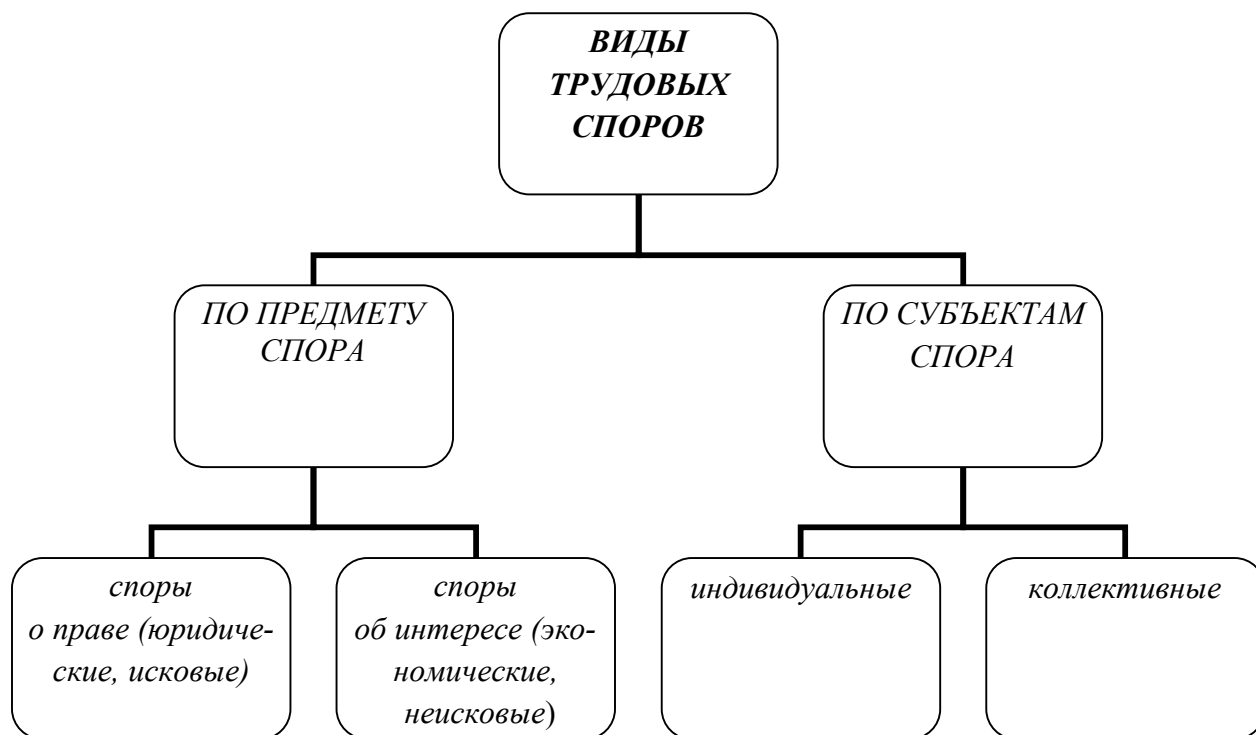 ВИДЫ
ТРУДОВЫХ
СПОРОВ
ПО ПРЕДМЕТУ
СПОРА
ПО СУБЪЕКТАМ
СПОРА
споры
о праве (юридиче-
ские, исковые)
споры
об интересе (эко-
номические,
неисковые)
индивидуальные
коллективные